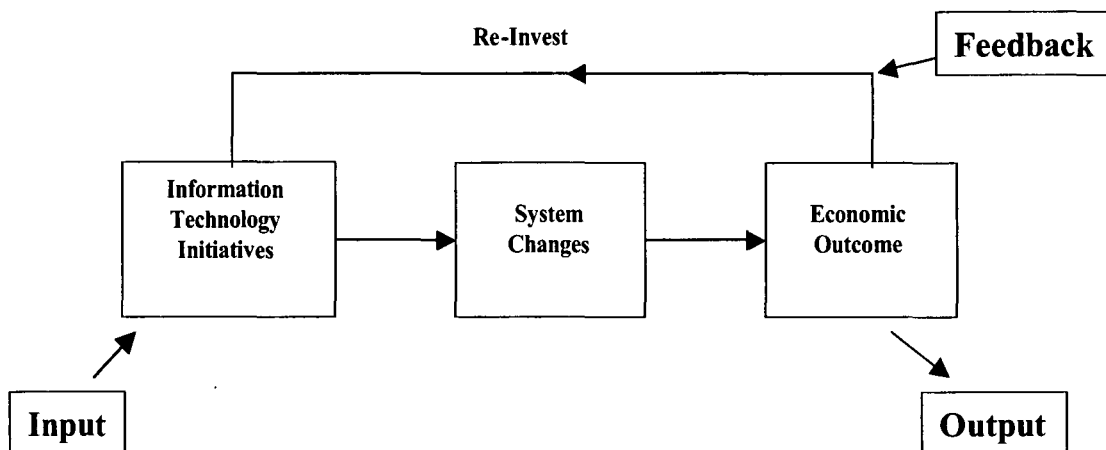 Re-Invest
Feedback
Information
Technology
Initiatives
System
Changes
Economic
Outcome
Input
Output